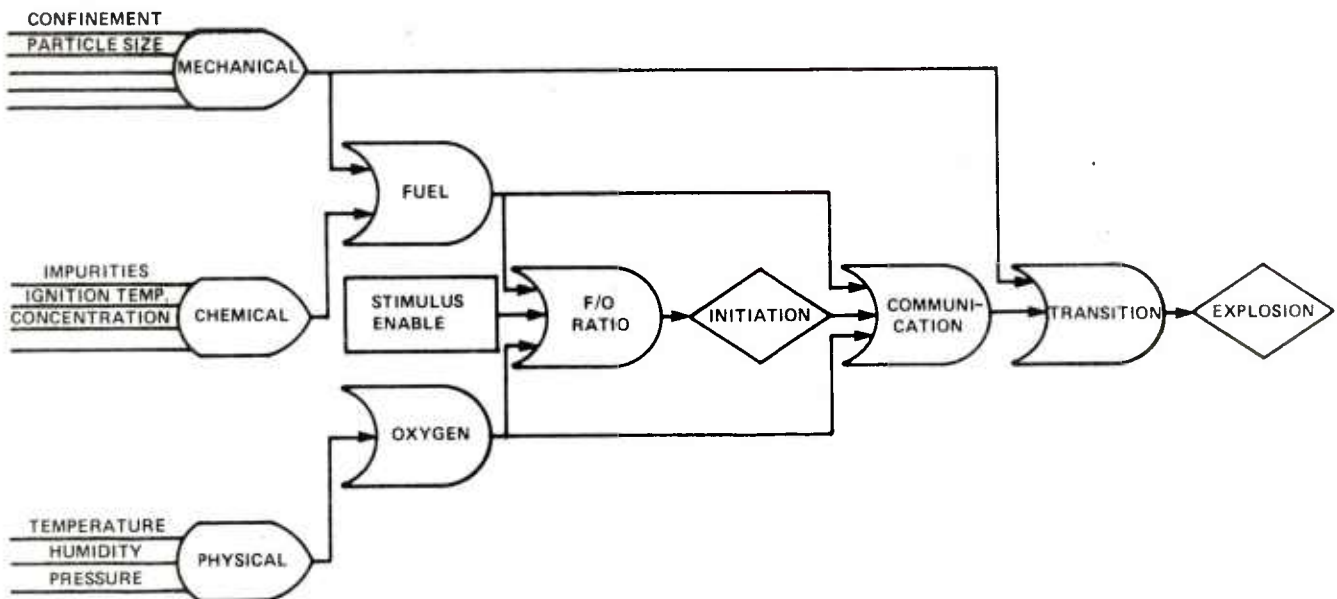 CONFINEMENT
PARTICLE SIZE
MECHANICAL
FUEL
IMPURITIES
IGNITION TEMP.
CONCENTRATION
CHEMICAL
STIMULUS
ENABLE
F/O
RATIO
INITIATION
COMMUNI-
CATION
TRANSITION
EXPLOSION
OXYGEN
TEMPERATURE
HUMIDITY
PRESSURE
PHYSICAL